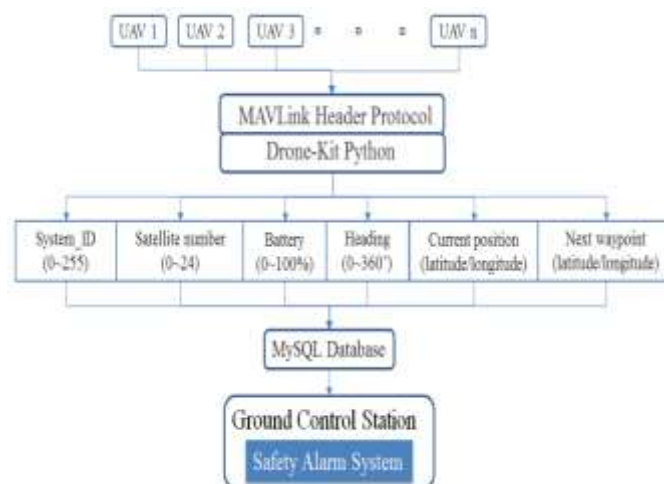 UAV 1 UAV 2 UAV 3 UAV n
MAVLink Header Protocol
Drone-Kit Python
System_ID Satellite number Battery Heading Current position Next waypoint
(0~255) (0~24) (0~100%) (0~360°) (latitude/longitude) (latitude/longitude)
MySQL Database
Ground Control Station
Safety Alarm System